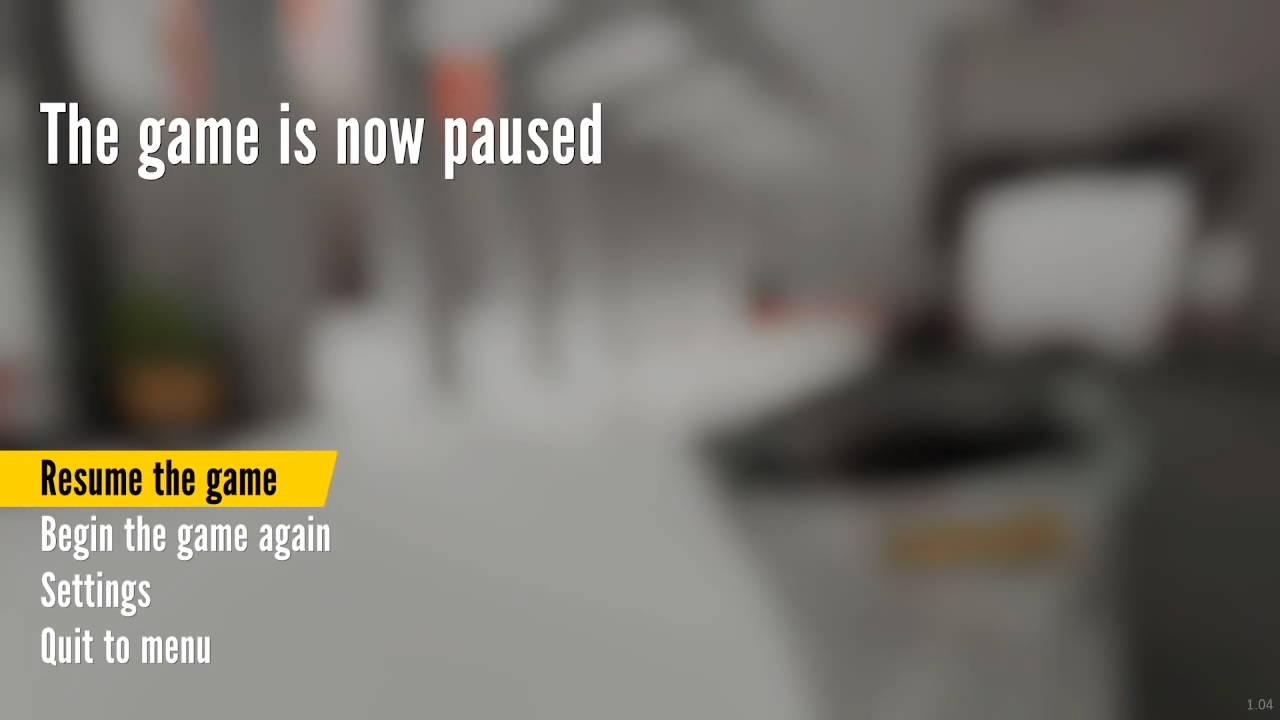 The game is now paused
Resume the game
Begin the game again
Settings
Quit to menu
1.04